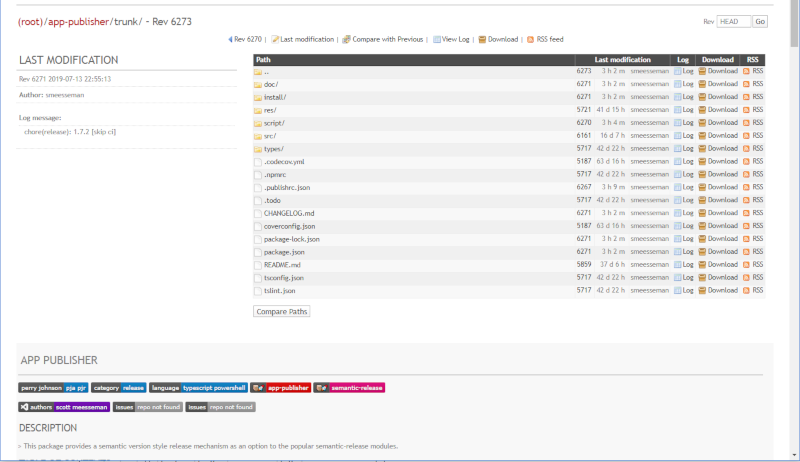 (root)/app-publisher/trunk/ - Rev 6273
Rev HEAD Go
Rev 6270 | Last modification | Compare with Previous | View Log | Download | RSS feed
LAST MODIFICATION
Rev 6271 2019-07-13 22:55:13
Author: smeesseman
Log message:
chore(release): 1.7.2 [skip ci]
Path Last modification Log Download RSS
.. 6273 3 h 2 m smeesseman Log Download RSS
doc/ 6271 3 h 2 m smeesseman Log Download RSS
install/ 6271 3 h 2 m smeesseman Log Download RSS
res/ 5721 41 d 15 h smeesseman Log Download RSS
script/ 6270 3 h 4 m smeesseman Log Download RSS
src/ 6161 16 d 7 h smeesseman Log Download RSS
types/ 5717 42 d 22 h smeesseman Log Download RSS
.codecov.yml 5187 63 d 16 h smeesseman Log Download RSS
.npmrc 5717 42 d 22 h smeesseman Log Download RSS
.publishrc.json 6267 3 h 9 m smeesseman Log Download RSS
.todo 5717 42 d 22 h smeesseman Log Download RSS
CHANGELOG.md 6271 3 h 2 m smeesseman Log Download RSS
coverconfig.json 5187 63 d 16 h smeesseman Log Download RSS
package-lock.json 6271 3 h 2 m smeesseman Log Download RSS
package.json 6271 3 h 2 m smeesseman Log Download RSS
README.md 5859 37 d 6 h smeesseman Log Download RSS
tsconfig.json 5717 42 d 22 h smeesseman Log Download RSS
tslint.json 5717 42 d 22 h smeesseman Log Download RSS
Compare Paths
APP PUBLISHER
perry johnson pja pjr category release language typescript powershell app-publisher semantic-release
authors scott meesseman issues repo not found issues repo not found
DESCRIPTION
This package provides a semantic version style release mechanism as an option to the popular semantic-release modules.